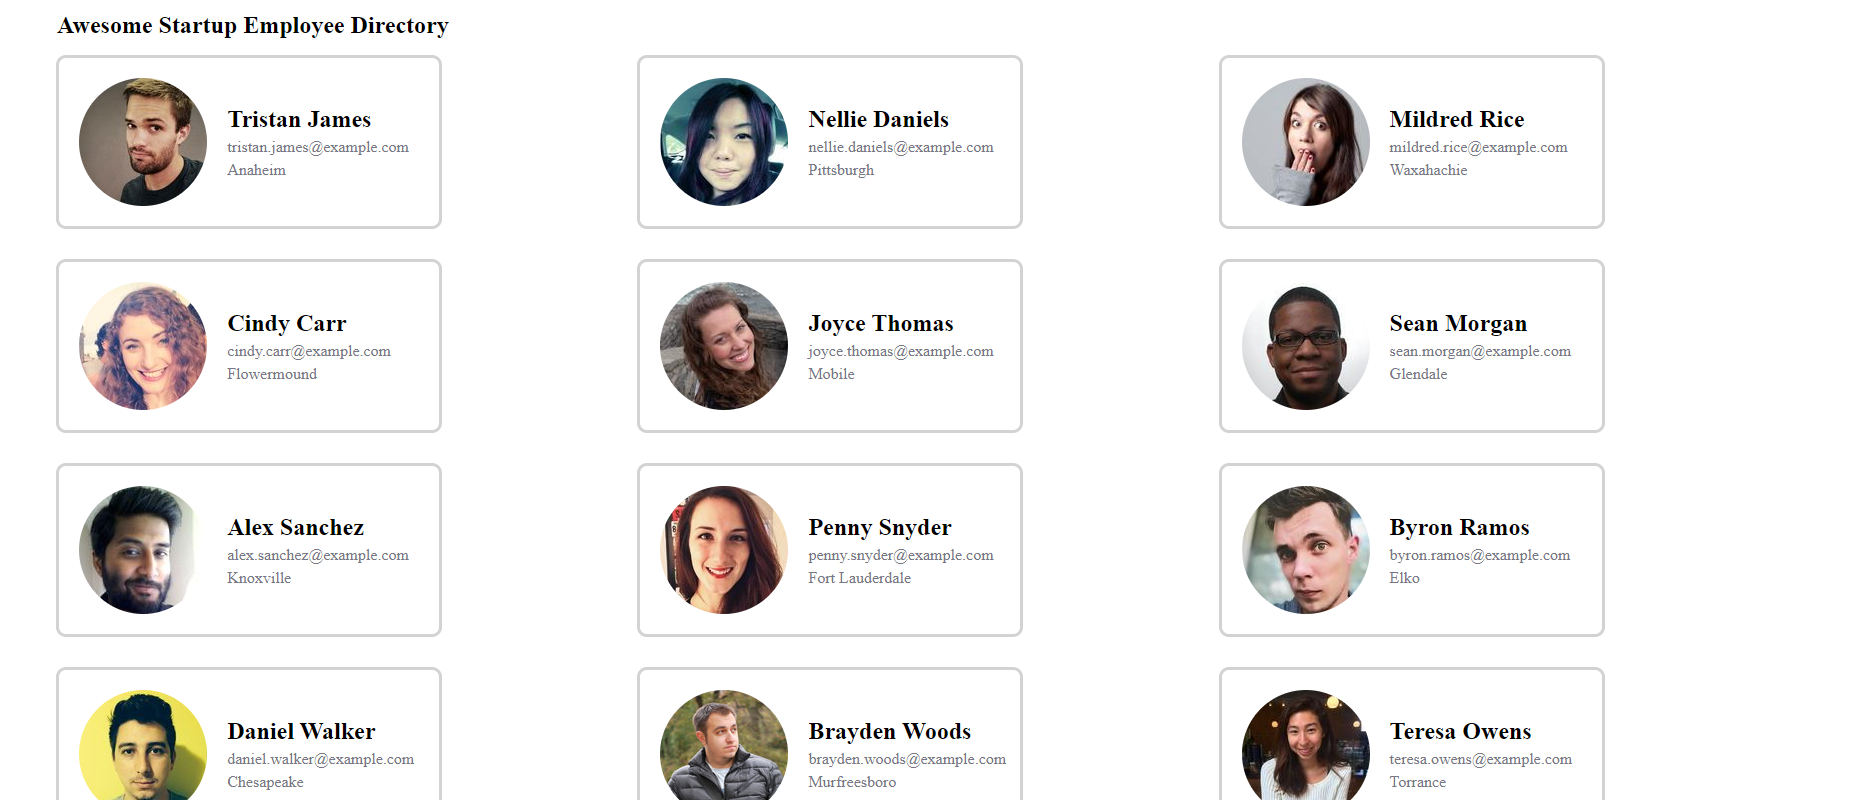 Awesome Startup Employee Directory
Tristan James
tristan.james@example.com
Anaheim
Nellie Daniels
nellie.daniels@example.com
Pittsburgh
Mildred Rice
mildred.rice@example.com
Waxahachie
Cindy Carr
cindy.carr@example.com
Flowermound
Joyce Thomas
joyce.thomas@example.com
Mobile
Sean Morgan
sean.morgan@example.com
Glendale
Alex Sanchez
alex.sanchez@example.com
Knoxville
Penny Snyder
penny.snyder@example.com
Fort Lauderdale
Byron Ramos
byron.ramos@example.com
Elko
Daniel Walker
daniel.walker@example.com
Chesapeake
Brayden Woods
brayden.woods@example.com
Murfreesboro
Teresa Owens
teresa.owens@example.com
Torrance